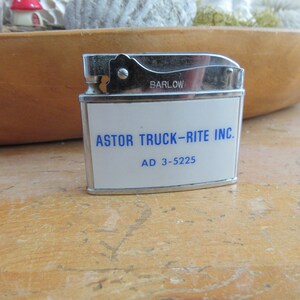 BARLOW
ASTOR TRUCK-RITE INC.
AD 3-5225